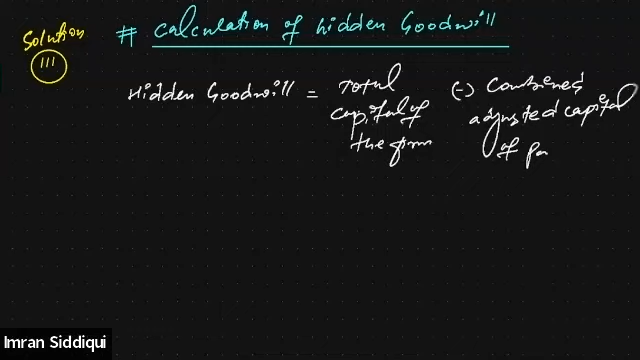 Solution
111
# Calculation of hidden Goodwill
Hidden Goodwill = Total (-) Combined
capital of adjusted capital
the firm of pa
Imran Siddiqui